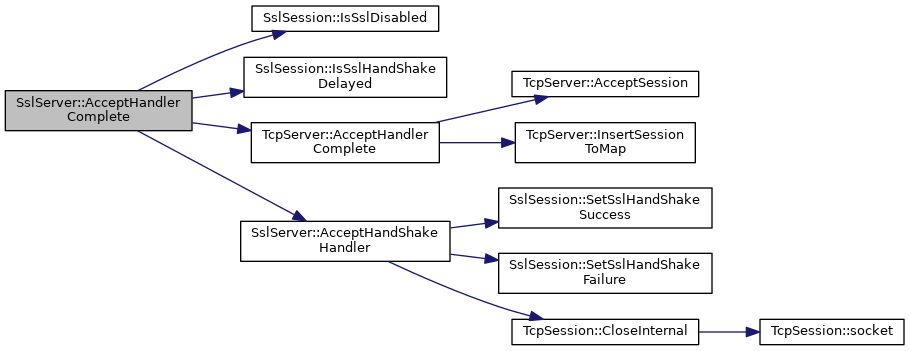 SslServer::AcceptHandler
Complete
SslSession::IsSslDisabled
SslSession::IsSslHandShake
Delayed
TcpServer::AcceptHandler
Complete
SslServer::AcceptHandShake
Handler
TcpServer::AcceptSession
TcpServer::InsertSession
ToMap
SslSession::SetSslHandShake
Success
SslSession::SetSslHandShake
Failure
TcpSession::CloseInternal
TcpSession::socket